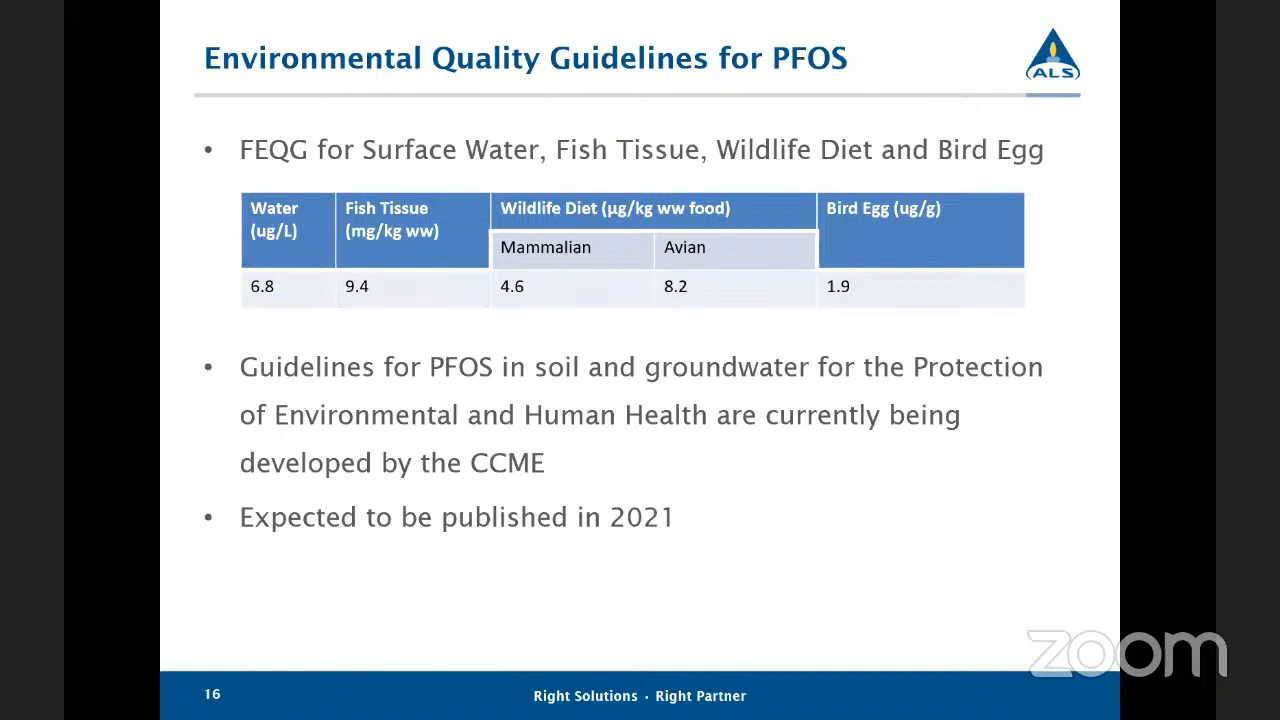 Environmental Quality Guidelines for PFOS
ALS
• FEQG for Surface Water, Fish Tissue, Wildlife Diet and Bird Egg
Water (ug/L)
Fish Tissue (mg/kg ww)
Wildlife Diet (µg/kg ww food)
Bird Egg (ug/g)
Mammalian
Avian
6.8
9.4
4.6
8.2
1.9
• Guidelines for PFOS in soil and groundwater for the Protection
of Environmental and Human Health are currently being
developed by the CCME
• Expected to be published in 2021
zoom
16
Right Solutions · Right Partner